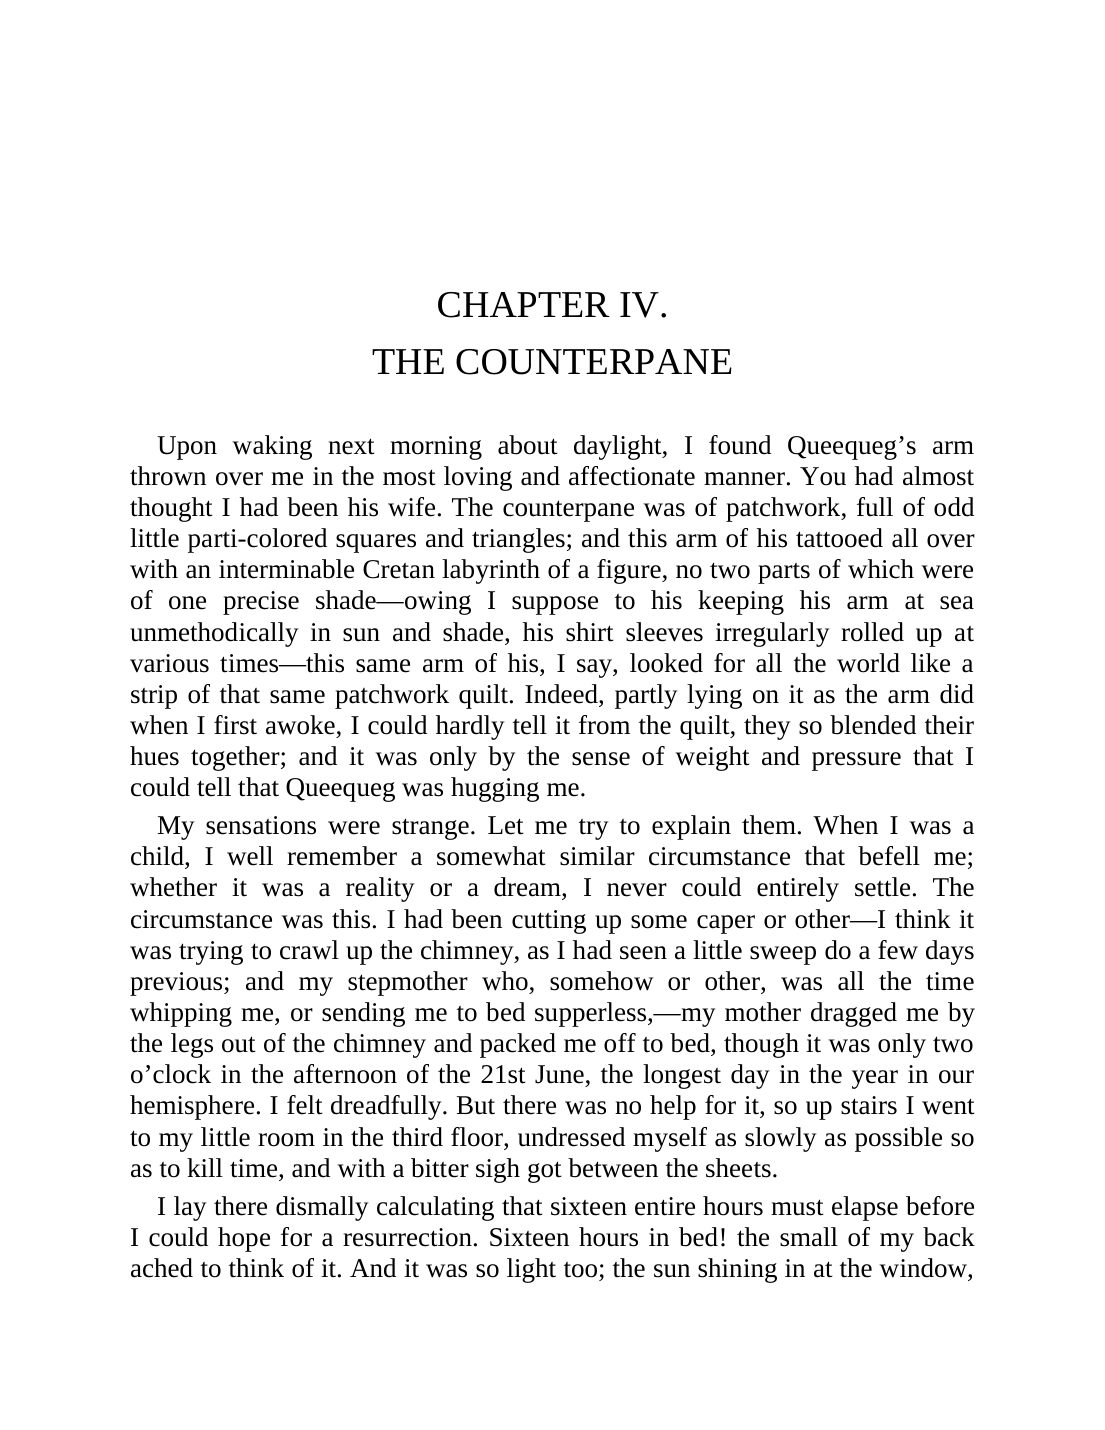 CHAPTER IV.
THE COUNTERPANE
Upon waking next morning about daylight, I found Queequeg’s arm
thrown over me in the most loving and affectionate manner. You had almost
thought I had been his wife. The counterpane was of patchwork, full of odd
little parti-colored squares and triangles; and this arm of his tattooed all over
with an interminable Cretan labyrinth of a figure, no two parts of which were
of one precise shade—owing I suppose to his keeping his arm at sea
unmethodically in sun and shade, his shirt sleeves irregularly rolled up at
various times—this same arm of his, I say, looked for all the world like a
strip of that same patchwork quilt. Indeed, partly lying on it as the arm did
when I first awoke, I could hardly tell it from the quilt, they so blended their
hues together; and it was only by the sense of weight and pressure that I
could tell that Queequeg was hugging me.
My sensations were strange. Let me try to explain them. When I was a
child, I well remember a somewhat similar circumstance that befell me;
whether it was a reality or a dream, I never could entirely settle. The
circumstance was this. I had been cutting up some caper or other—I think it
was trying to crawl up the chimney, as I had seen a little sweep do a few days
previous; and my stepmother who, somehow or other, was all the time
whipping me, or sending me to bed supperless,—my mother dragged me by
the legs out of the chimney and packed me off to bed, though it was only two
o’clock in the afternoon of the 21st June, the longest day in the year in our
hemisphere. I felt dreadfully. But there was no help for it, so up stairs I went
to my little room in the third floor, undressed myself as slowly as possible so
as to kill time, and with a bitter sigh got between the sheets.
I lay there dismally calculating that sixteen entire hours must elapse before
I could hope for a resurrection. Sixteen hours in bed! the small of my back
ached to think of it. And it was so light too; the sun shining in at the window,